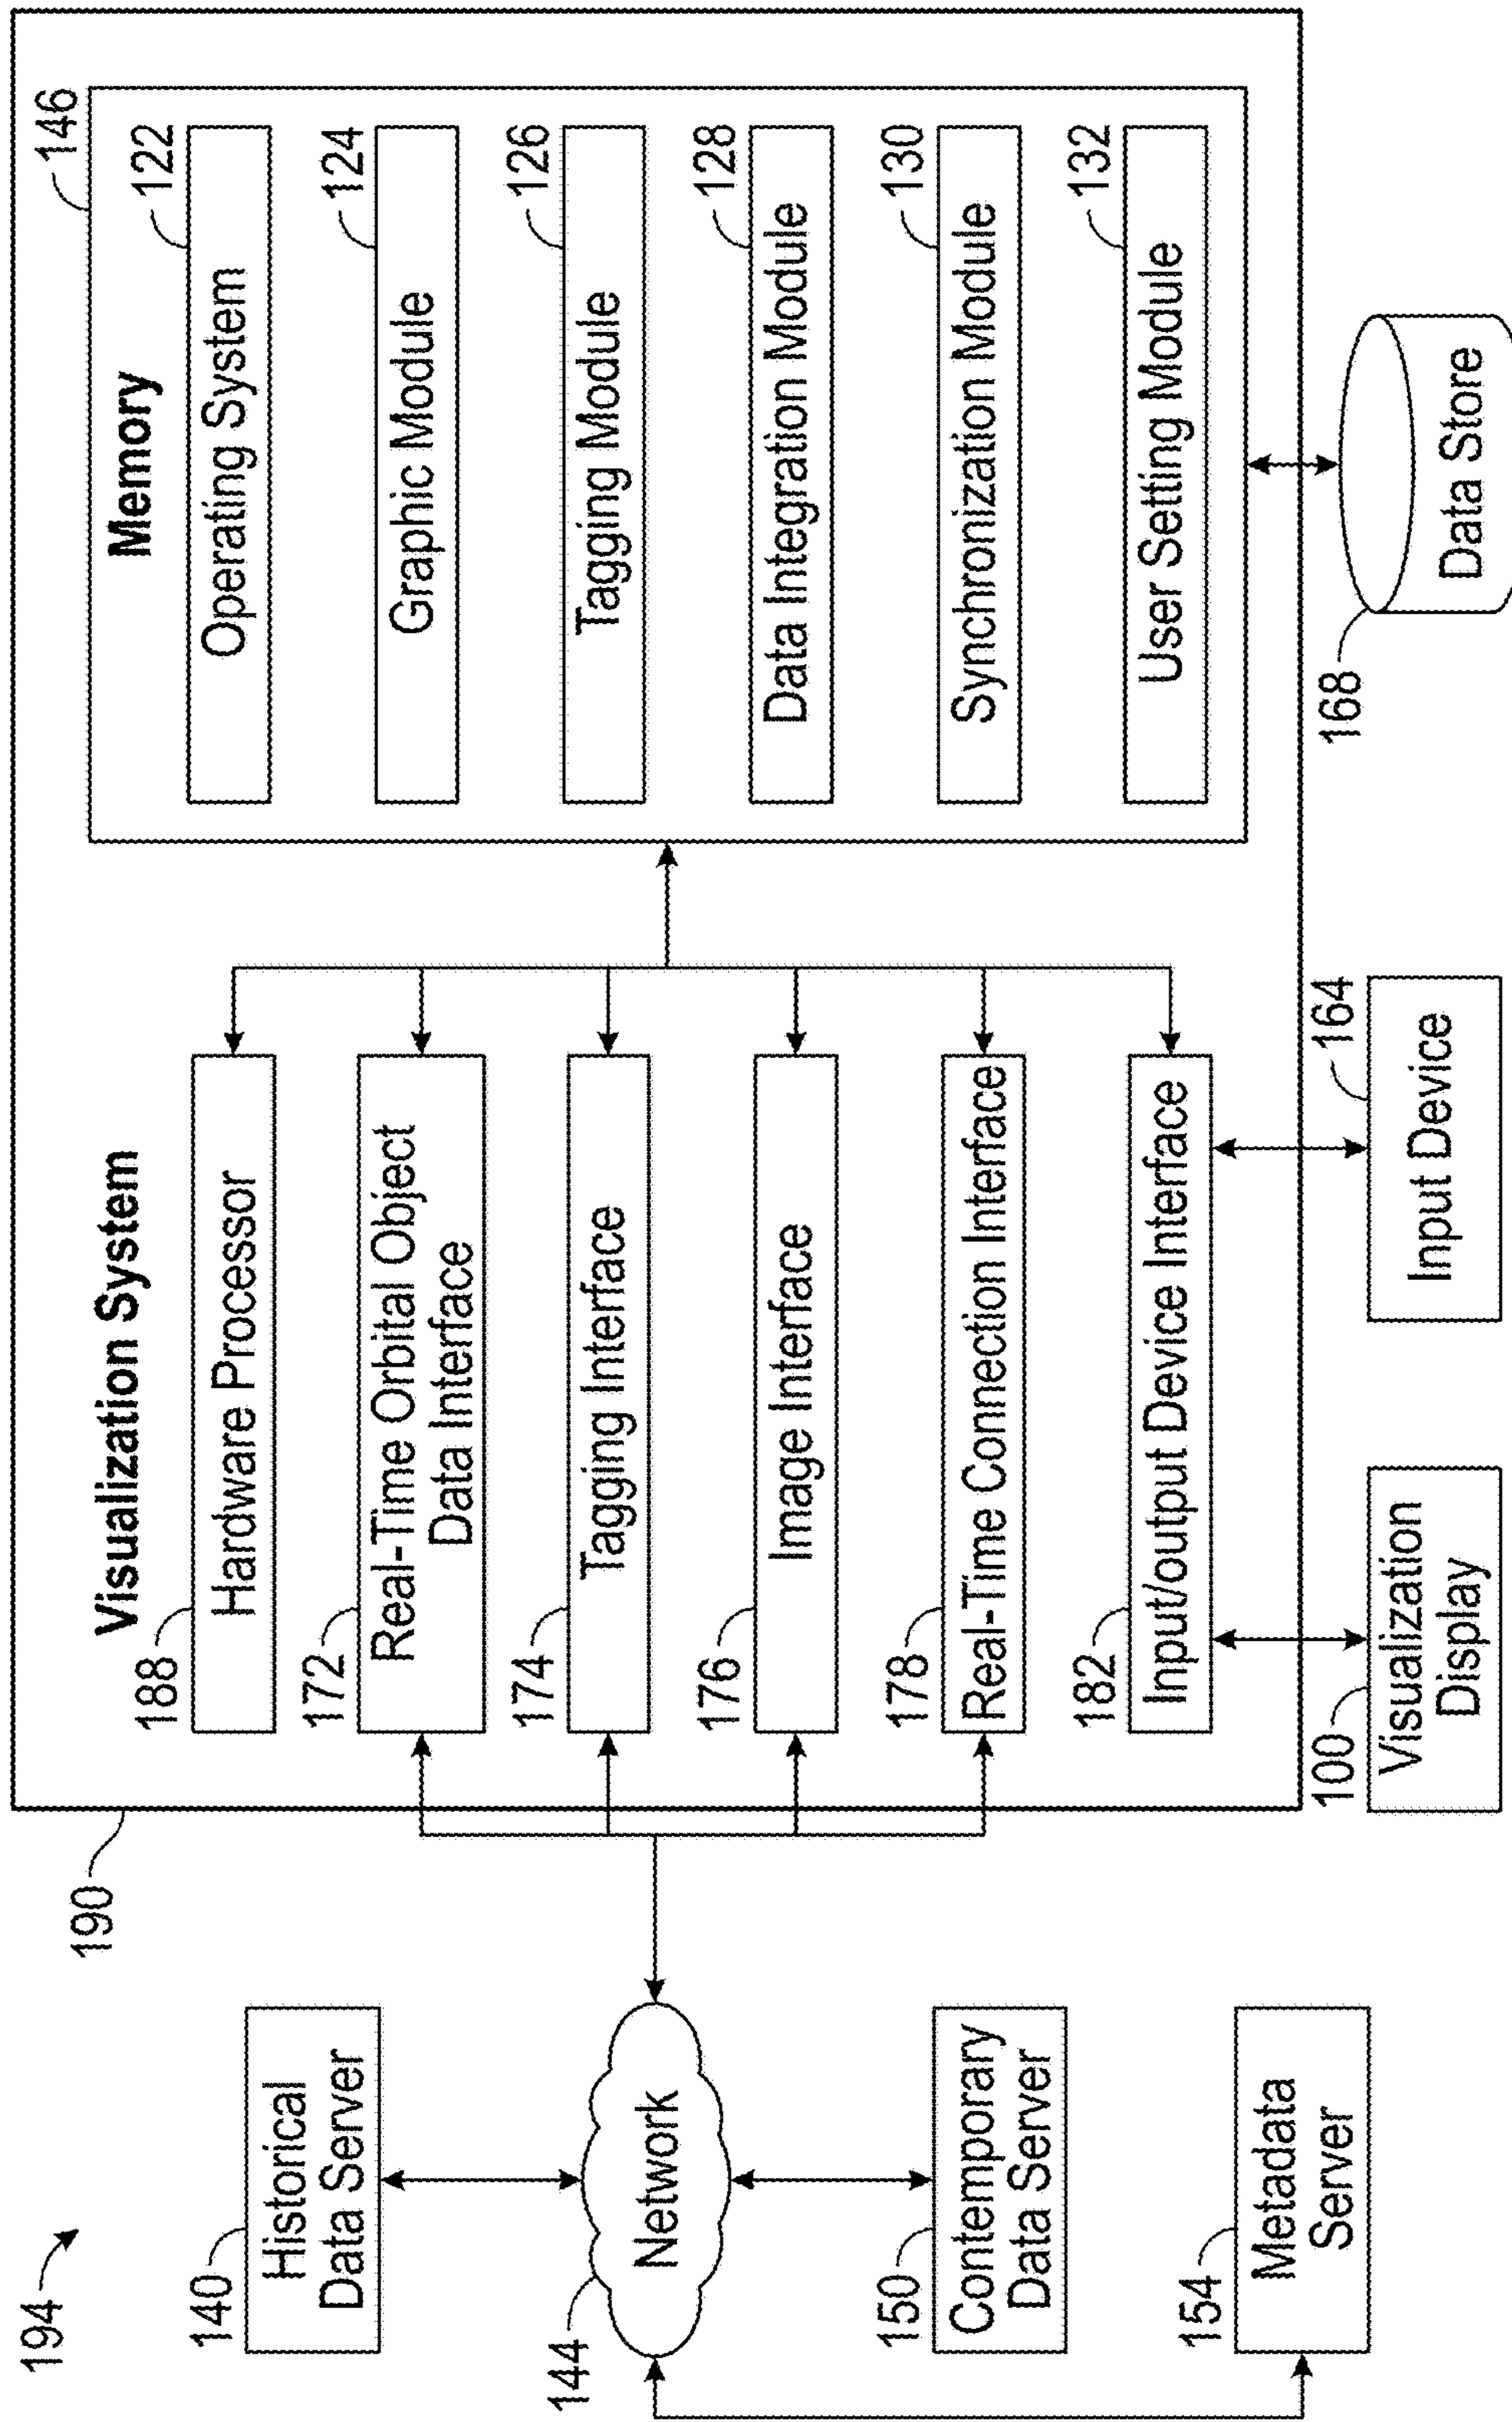 194
140
Historical
Data Server
144
Network
150
Contemporary
Data Server
154
Metadata
Server
190
Visualization System
188
Hardware Processor
172
Real-Time Orbital Object
Data Interface
174
Tagging Interface
176
Image Interface
178
Real-Time Connection Interface
182
Input/output Device Interface
100
Visualization
Display
164
Input Device
146
Memory
122
Operating System
124
Graphic Module
126
Tagging Module
128
Data Integration Module
130
Synchronization Module
132
User Setting Module
168
Data Store